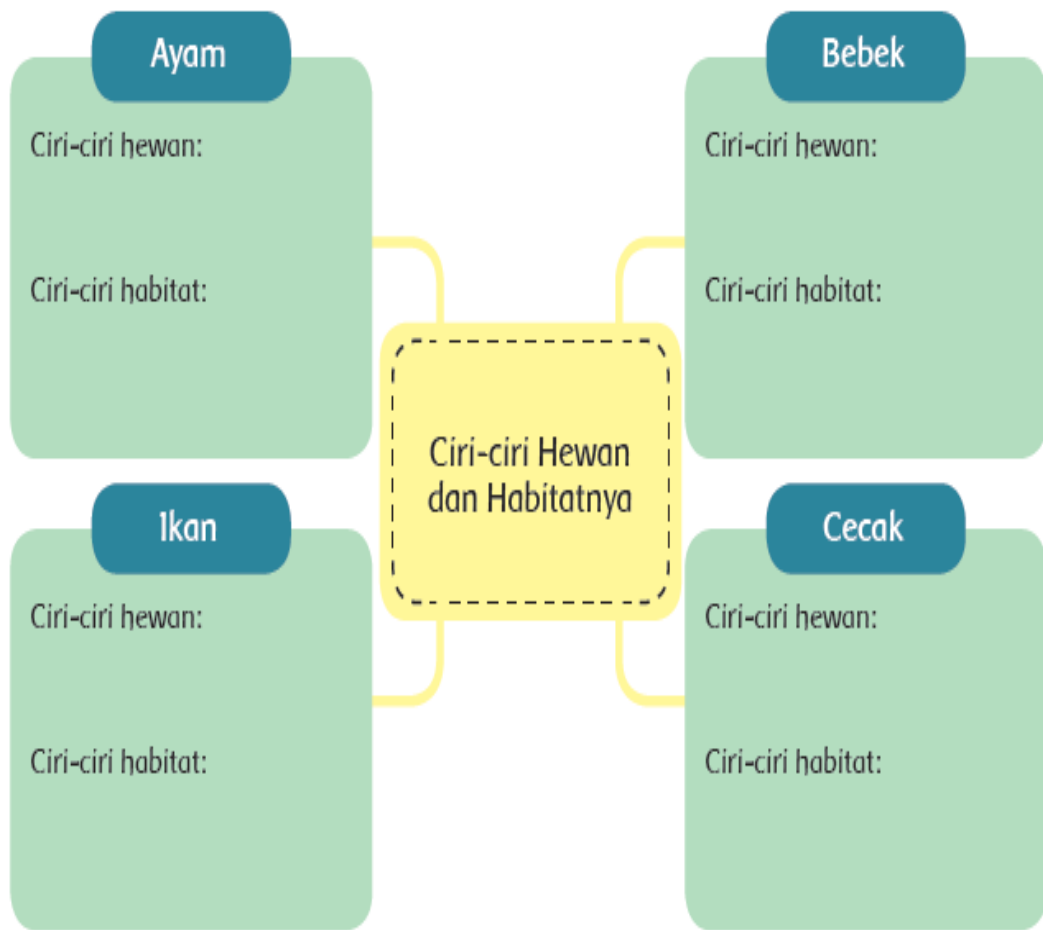 Ayam
Ciri-ciri hewan:
Ciri-ciri habitat:
Bebek
Ciri-ciri hewan:
Ciri-ciri habitat:
Ciri-ciri Hewan
dan Habitatnya
Ikan
Ciri-ciri hewan:
Ciri-ciri habitat:
Cecak
Ciri-ciri hewan:
Ciri-ciri habitat: